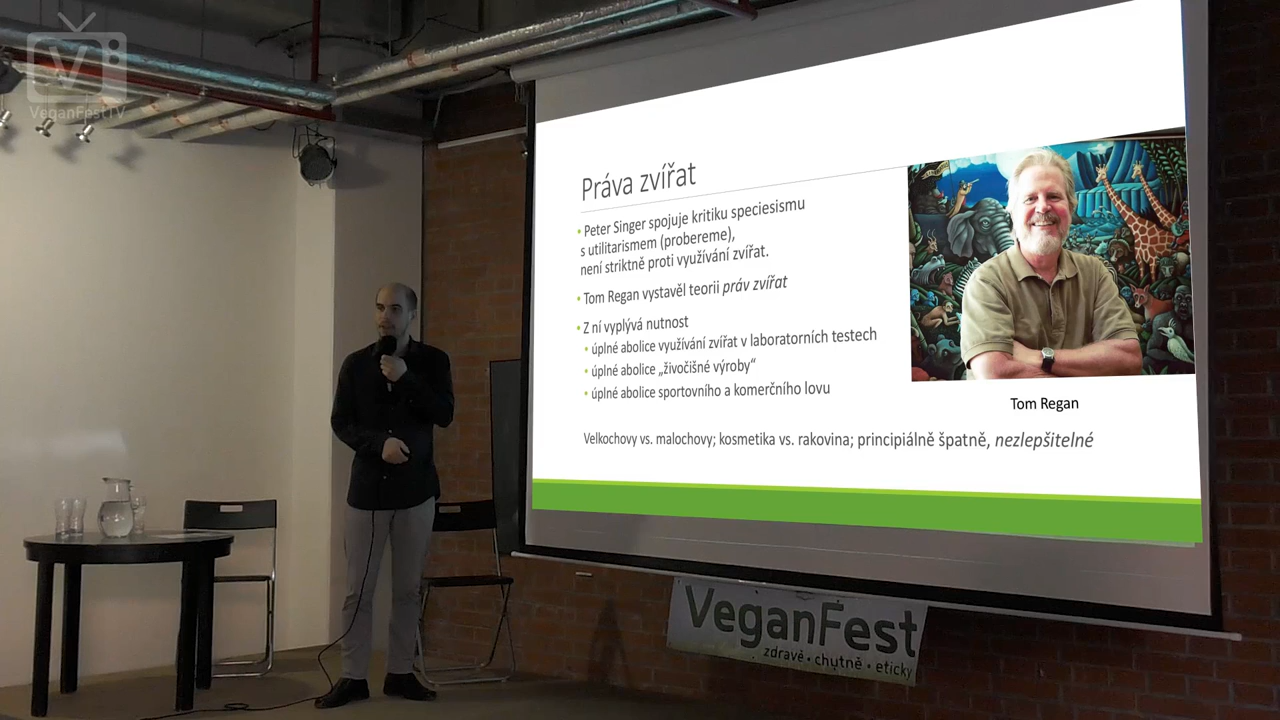 V
VeganFestTV
Práva zvířat
• Peter Singer spojuje kritiku speciesismu
s utilitarismem (probereme),
není striktně proti využívání zvířat.
• Tom Regan vystavěl teorii práv zvířat
• Z ní vyplývá nutnost
• úplné abolice využívání zvířat v laboratorních testech
• úplné abolice „živočišné výroby“
• úplné abolice sportovního a komerčního lovu
Tom Regan
Velkochovy vs. malochovy; kosmetika vs. rakovina; principiálně špatně, nezlepšitelné
VeganFest
zdravě • chutně • eticky